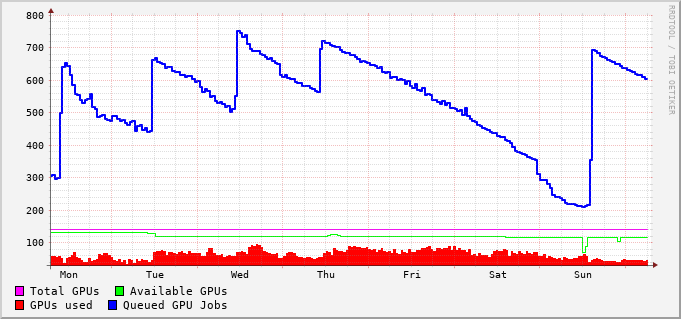 800
700
600
500
400
300
200
100
Mon Tue Wed Thu Fri Sat Sun
Total GPUs Available GPUs
GPUs used Queued GPU Jobs
RRDTOOL / TOBI OETIKER